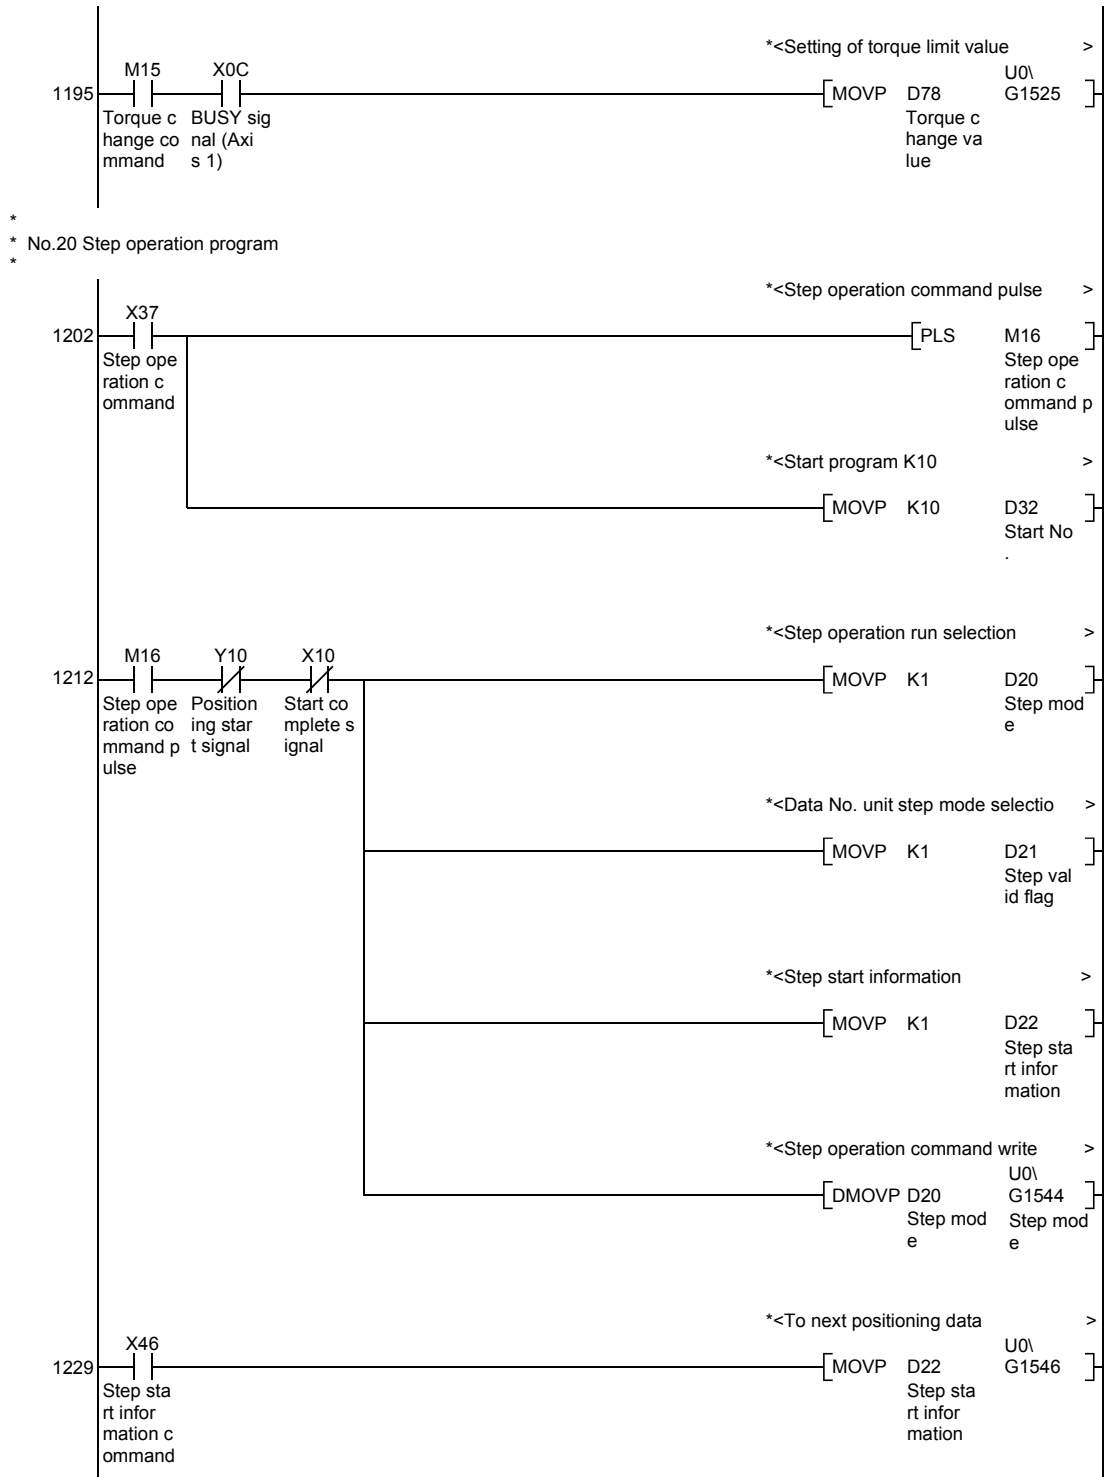 *<Setting of torque limit value >
M15 X0C U0\
1195 MOVP D78 G1525
Torque c BUSY sig Torque c
hange co nal (Axi hange va
mmand s 1) lue
*
* No.20 Step operation program
*
*<Step operation command pulse >
X37
1202 PLS M16
Step ope Step ope
ration c ration c
ommand ommand p
ulse
*<Start program K10 >
MOVP K10 D32
Start No
.
*<Step operation run selection >
M16 Y10 X10
1212 MOVP K1 D20
Step ope Position Start co Step mod
ration co ing star mplete s e
mmand p t signal ignal
ulse
*<Data No. unit step mode selectio >
MOVP K1 D21
Step val
id flag
*<Step start information >
MOVP K1 D22
Step sta
rt infor
mation
*<Step operation command write >
U0\
DMOVP D20 G1544
Step mod Step mod
e e
*<To next positioning data >
X46 U0\
1229 MOVP D22 G1546
Step sta Step sta
rt infor rt infor
mation c mation
ommand